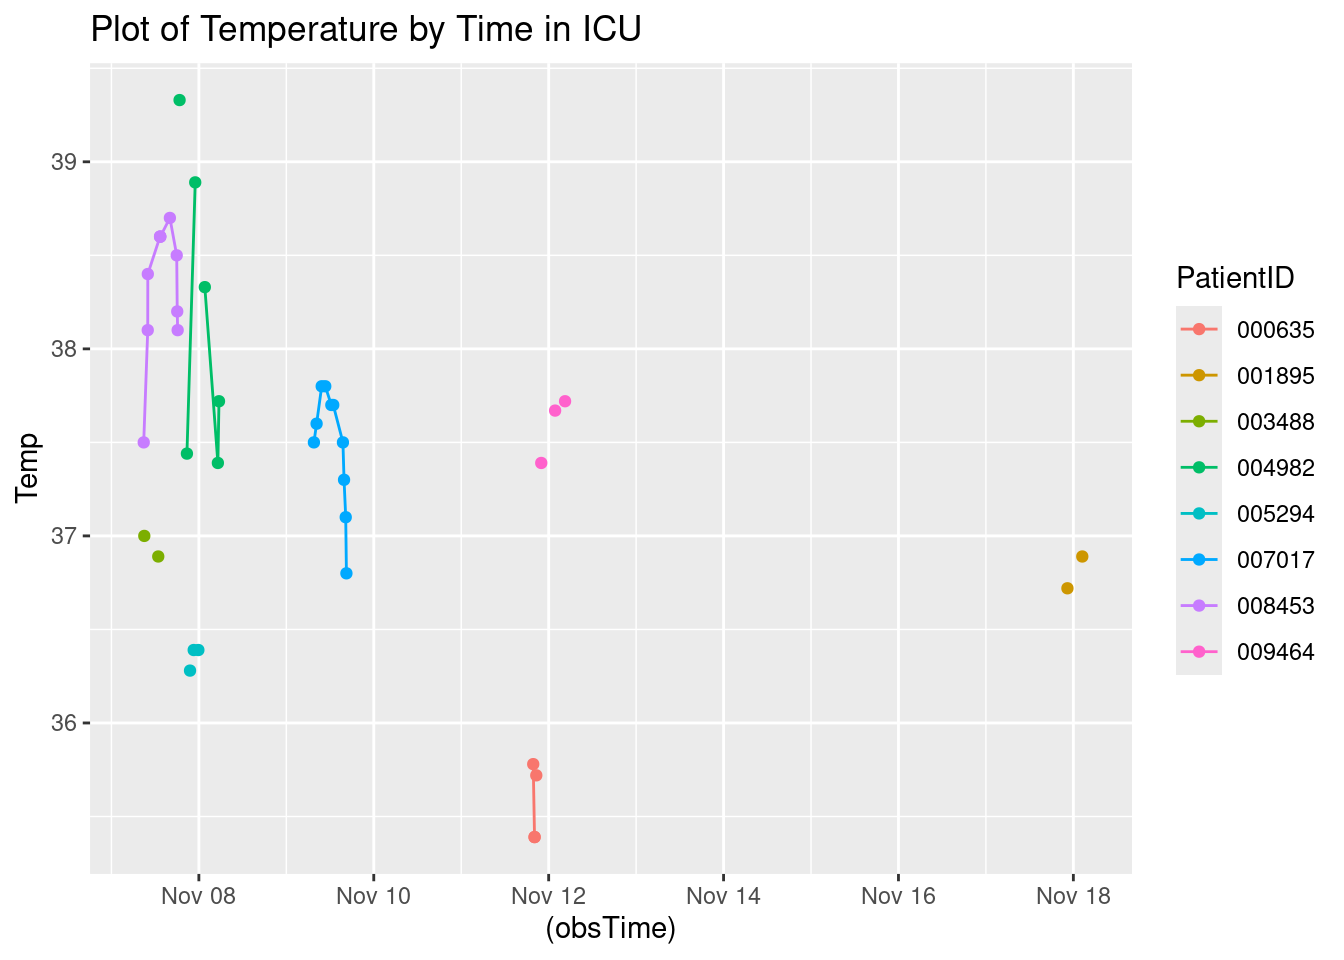 Plot of Temperature by Time in ICU
39
38
37
36
Temp
Nov 08 Nov 10 Nov 12 Nov 14 Nov 16 Nov 18
(obsTime)
PatientID
000635
001895
003488
004982
005294
007017
008453
009464